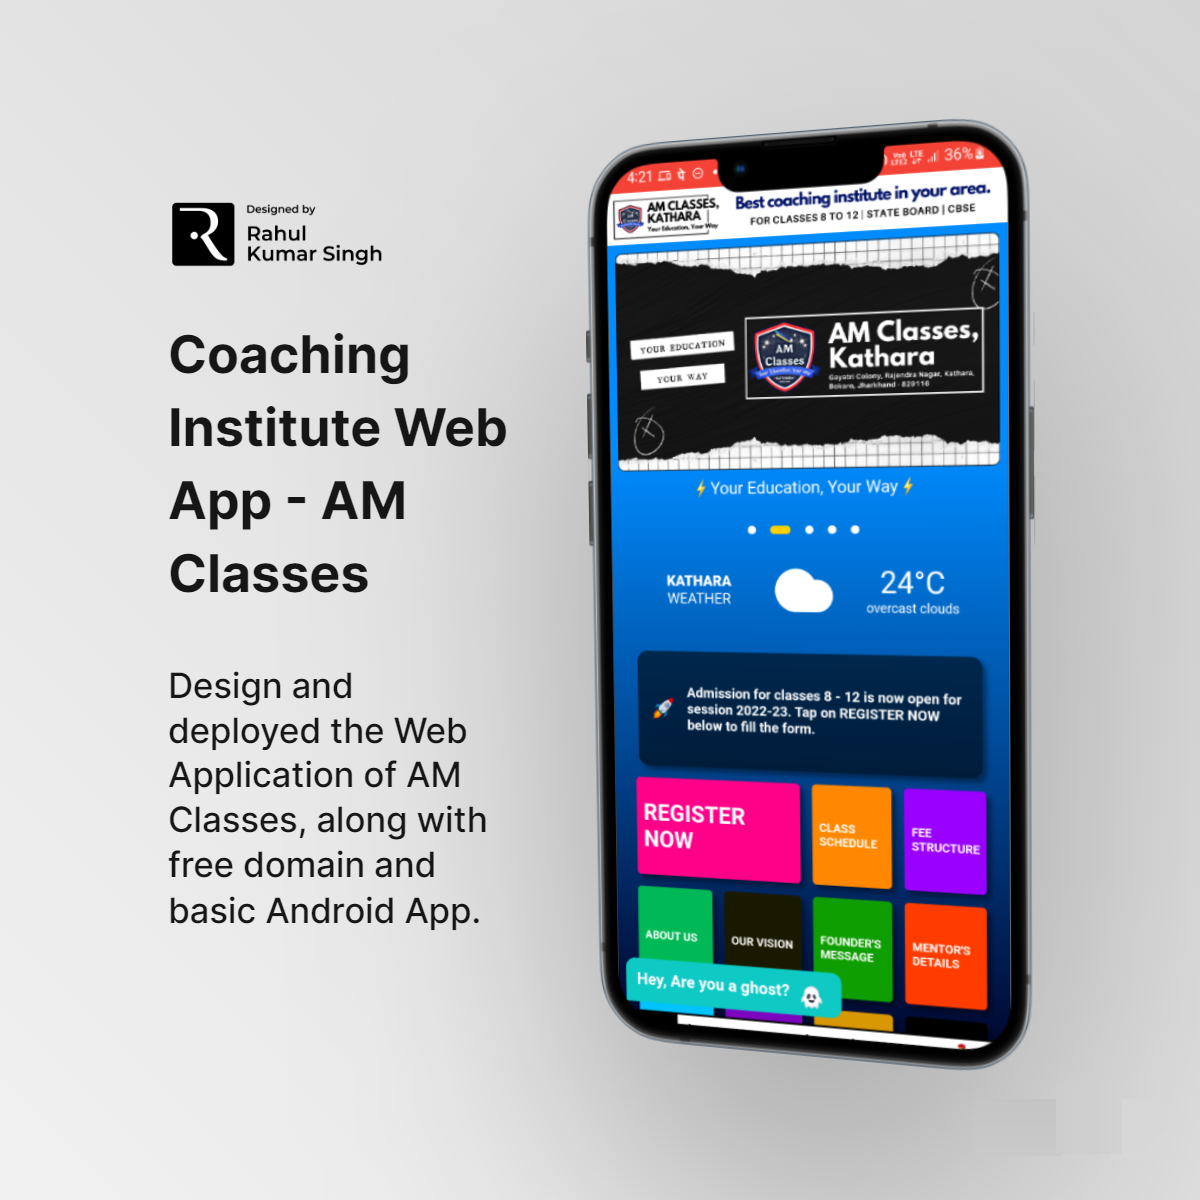 Designed by
Rahul
Kumar Singh
Coaching
Institute Web
App - AM
Classes
Design and
deployed the Web
Application of AM
Classes, along with
free domain and
basic Android App.
4:21
LTE
36%
AM CLASSES,
KATHARA
Your Education, Your Way
Best coaching institute in your area.
FOR CLASSES 8 TO 12 | STATE BOARD | CBSE
YOUR EDUCATION
YOUR WAY
AM
Classes
AM Classes,
Kathara
Gayatri Colony, Rajendra Nagar, Kathara,
Bokaro, Jharkhand - 829116
⚡Your Education, Your Way⚡
KATHARA
WEATHER
24°C
overcast clouds
Admission for classes 8 - 12 is now open for
session 2022-23. Tap on REGISTER NOW
below to fill the form.
REGISTER
NOW
CLASS
SCHEDULE
FEE
STRUCTURE
ABOUT US
OUR VISION
FOUNDER'S
MESSAGE
MENTOR'S
DETAILS
Hey, Are you a ghost?